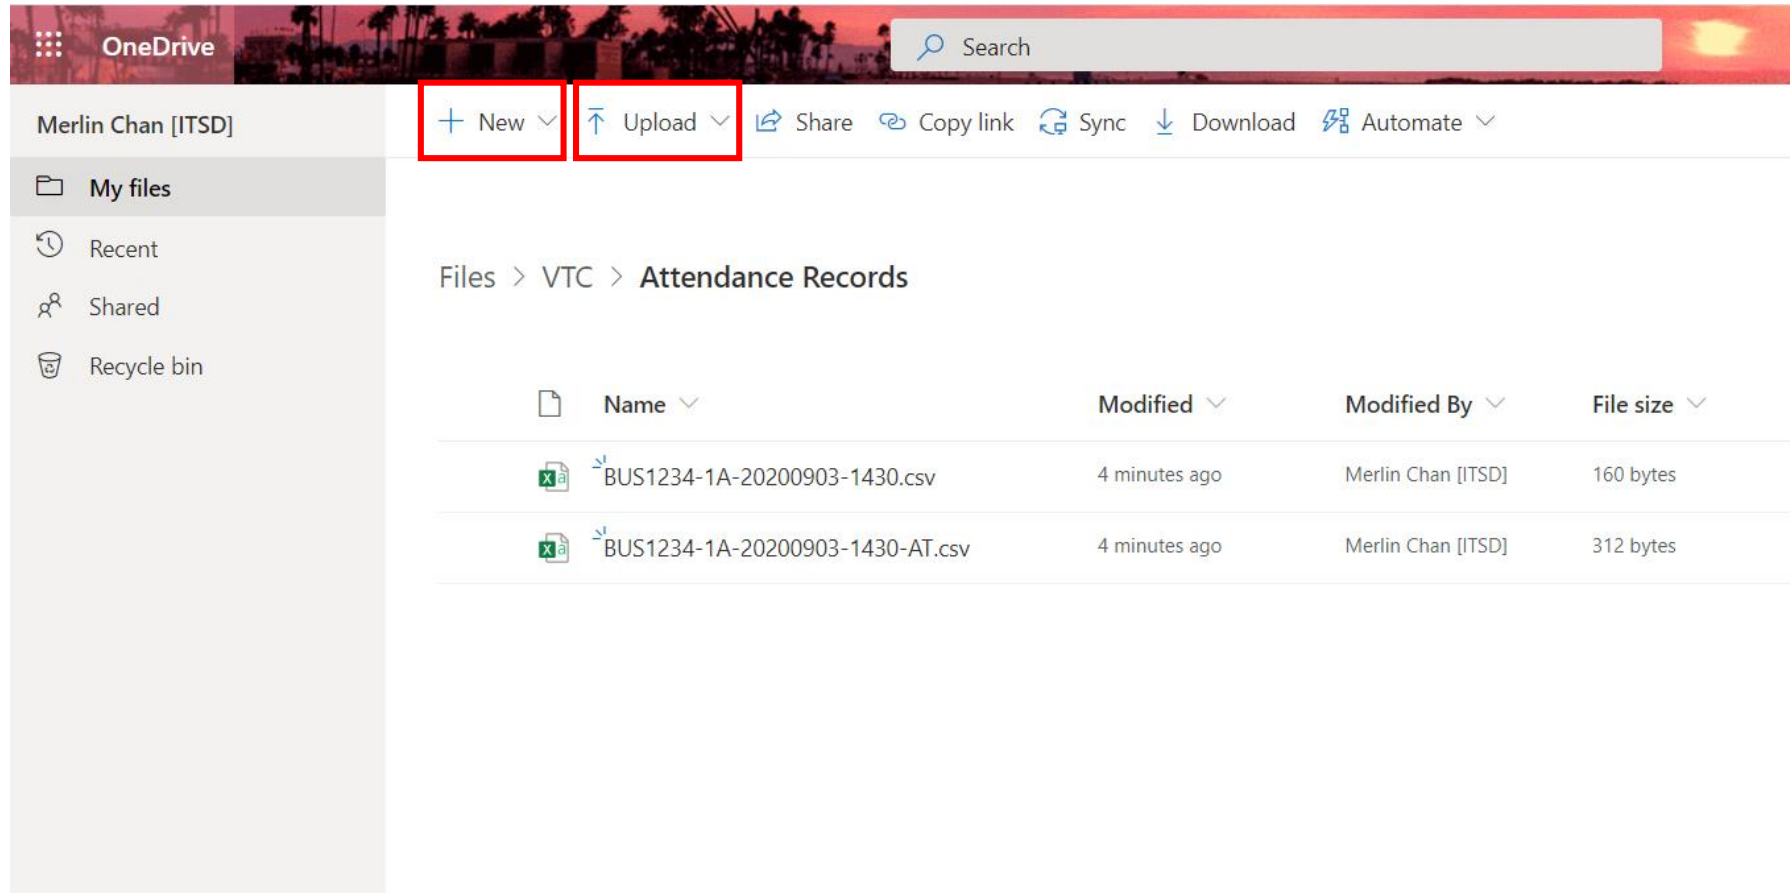 OneDrive
Search
Merlin Chan [ITSD]
New Upload Share Copy link Sync Download Automate
My files
Recent
Shared
Recycle bin
Files > VTC > Attendance Records
Name Modified Modified By File size
BUS1234-1A-20200903-1430.csv 4 minutes ago Merlin Chan [ITSD] 160 bytes
BUS1234-1A-20200903-1430-AT.csv 4 minutes ago Merlin Chan [ITSD] 312 bytes